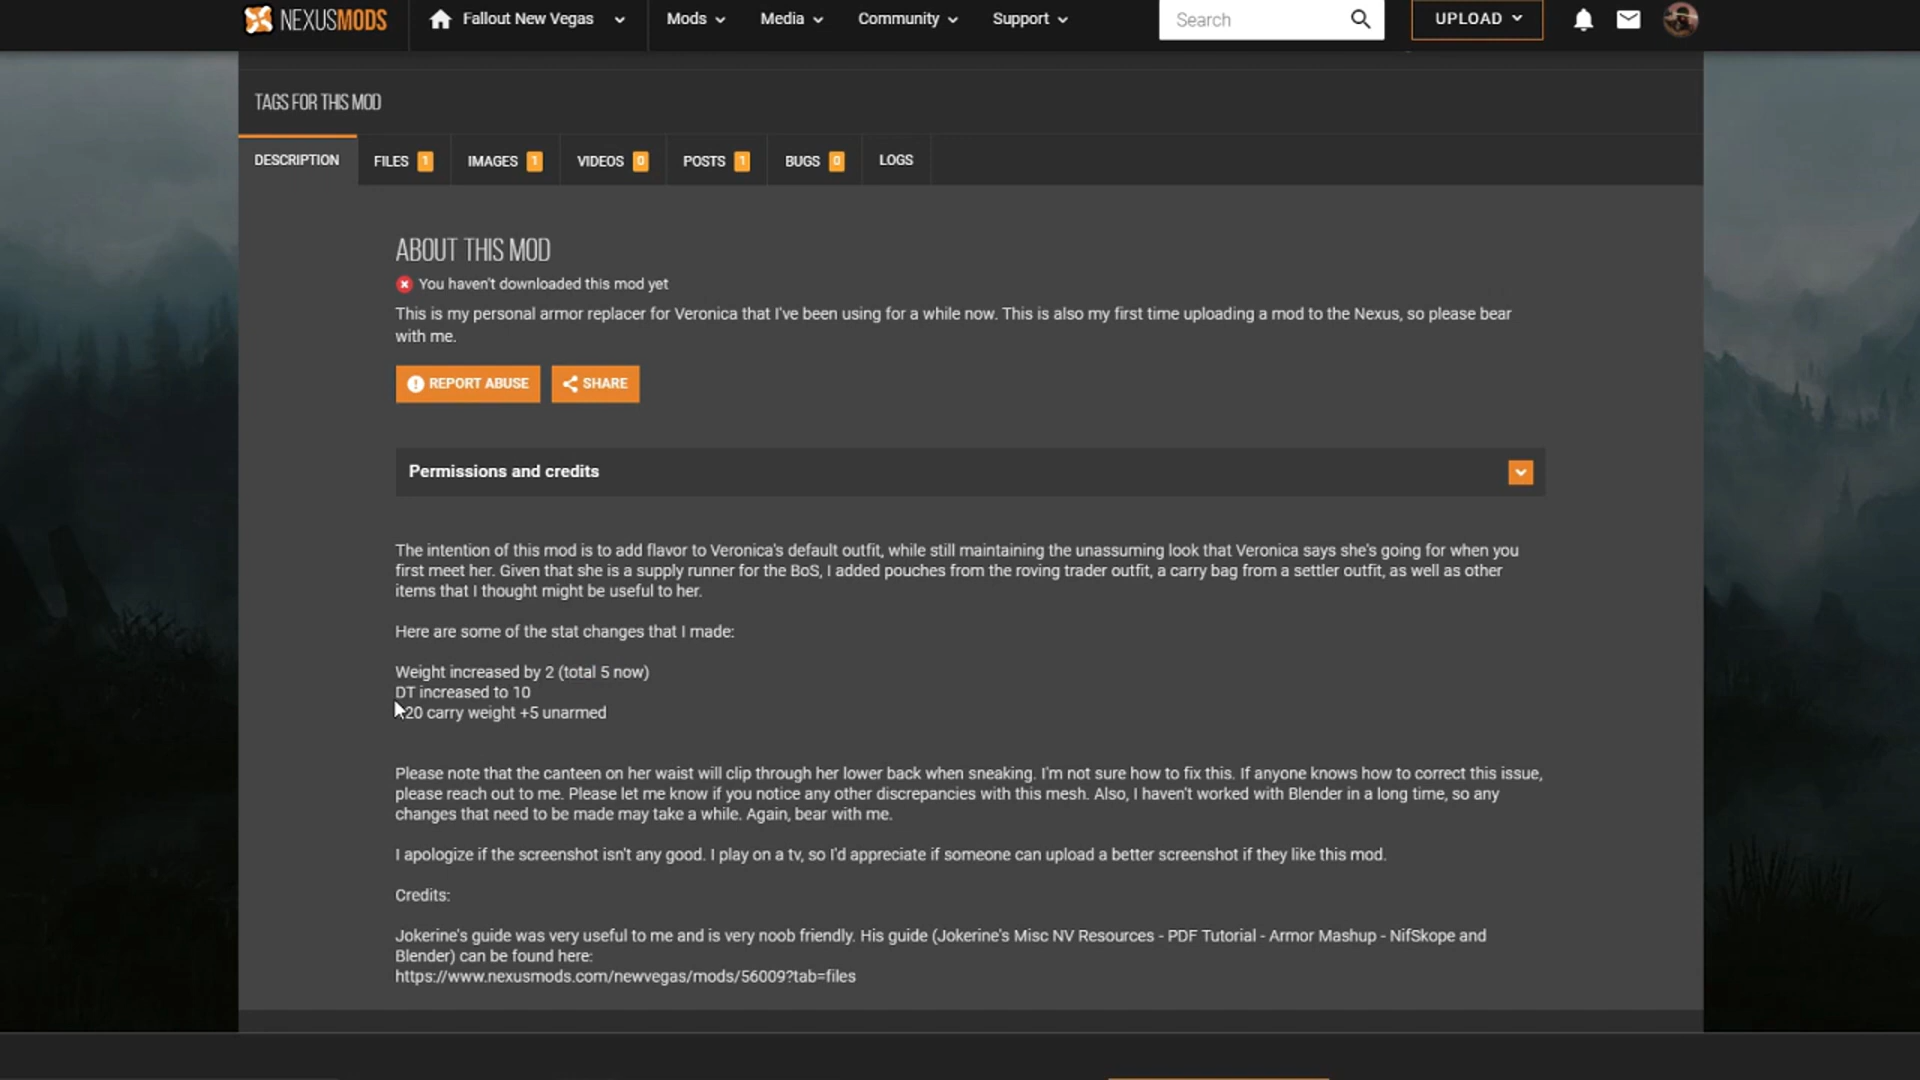 NEXUSMODS Fallout New Vegas Mods Media Community Support Search UPLOAD
TAGS FOR THIS MOD
DESCRIPTION FILES 1 IMAGES 1 VIDEOS 0 POSTS 1 BUGS 0 LOGS
ABOUT THIS MOD
You haven't downloaded this mod yet
This is my personal armor replacer for Veronica that I've been using for a while now. This is also my first time uploading a mod to the Nexus, so please bear
with me.
REPORT ABUSE SHARE
Permissions and credits
The intention of this mod is to add flavor to Veronica's default outfit, while still maintaining the unassuming look that Veronica says she's going for when you
first meet her. Given that she is a supply runner for the BoS, I added pouches from the roving trader outfit, a carry bag from a settler outfit, as well as other
items that I thought might be useful to her.
Here are some of the stat changes that I made:
Weight increased by 2 (total 5 now)
DT increased to 10
20 carry weight +5 unarmed
Please note that the canteen on her waist will clip through her lower back when sneaking. I'm not sure how to fix this. If anyone knows how to correct this issue,
please reach out to me. Please let me know if you notice any other discrepancies with this mesh. Also, I haven't worked with Blender in a long time, so any
changes that need to be made may take a while. Again, bear with me.
I apologize if the screenshot isn't any good. I play on a tv, so I'd appreciate if someone can upload a better screenshot if they like this mod.
Credits:
Jokerine's guide was very useful to me and is very noob friendly. His guide (Jokerine's Misc NV Resources - PDF Tutorial - Armor Mashup - NifSkope and
Blender) can be found here:
https://www.nexusmods.com/newvegas/mods/56009?tab=files